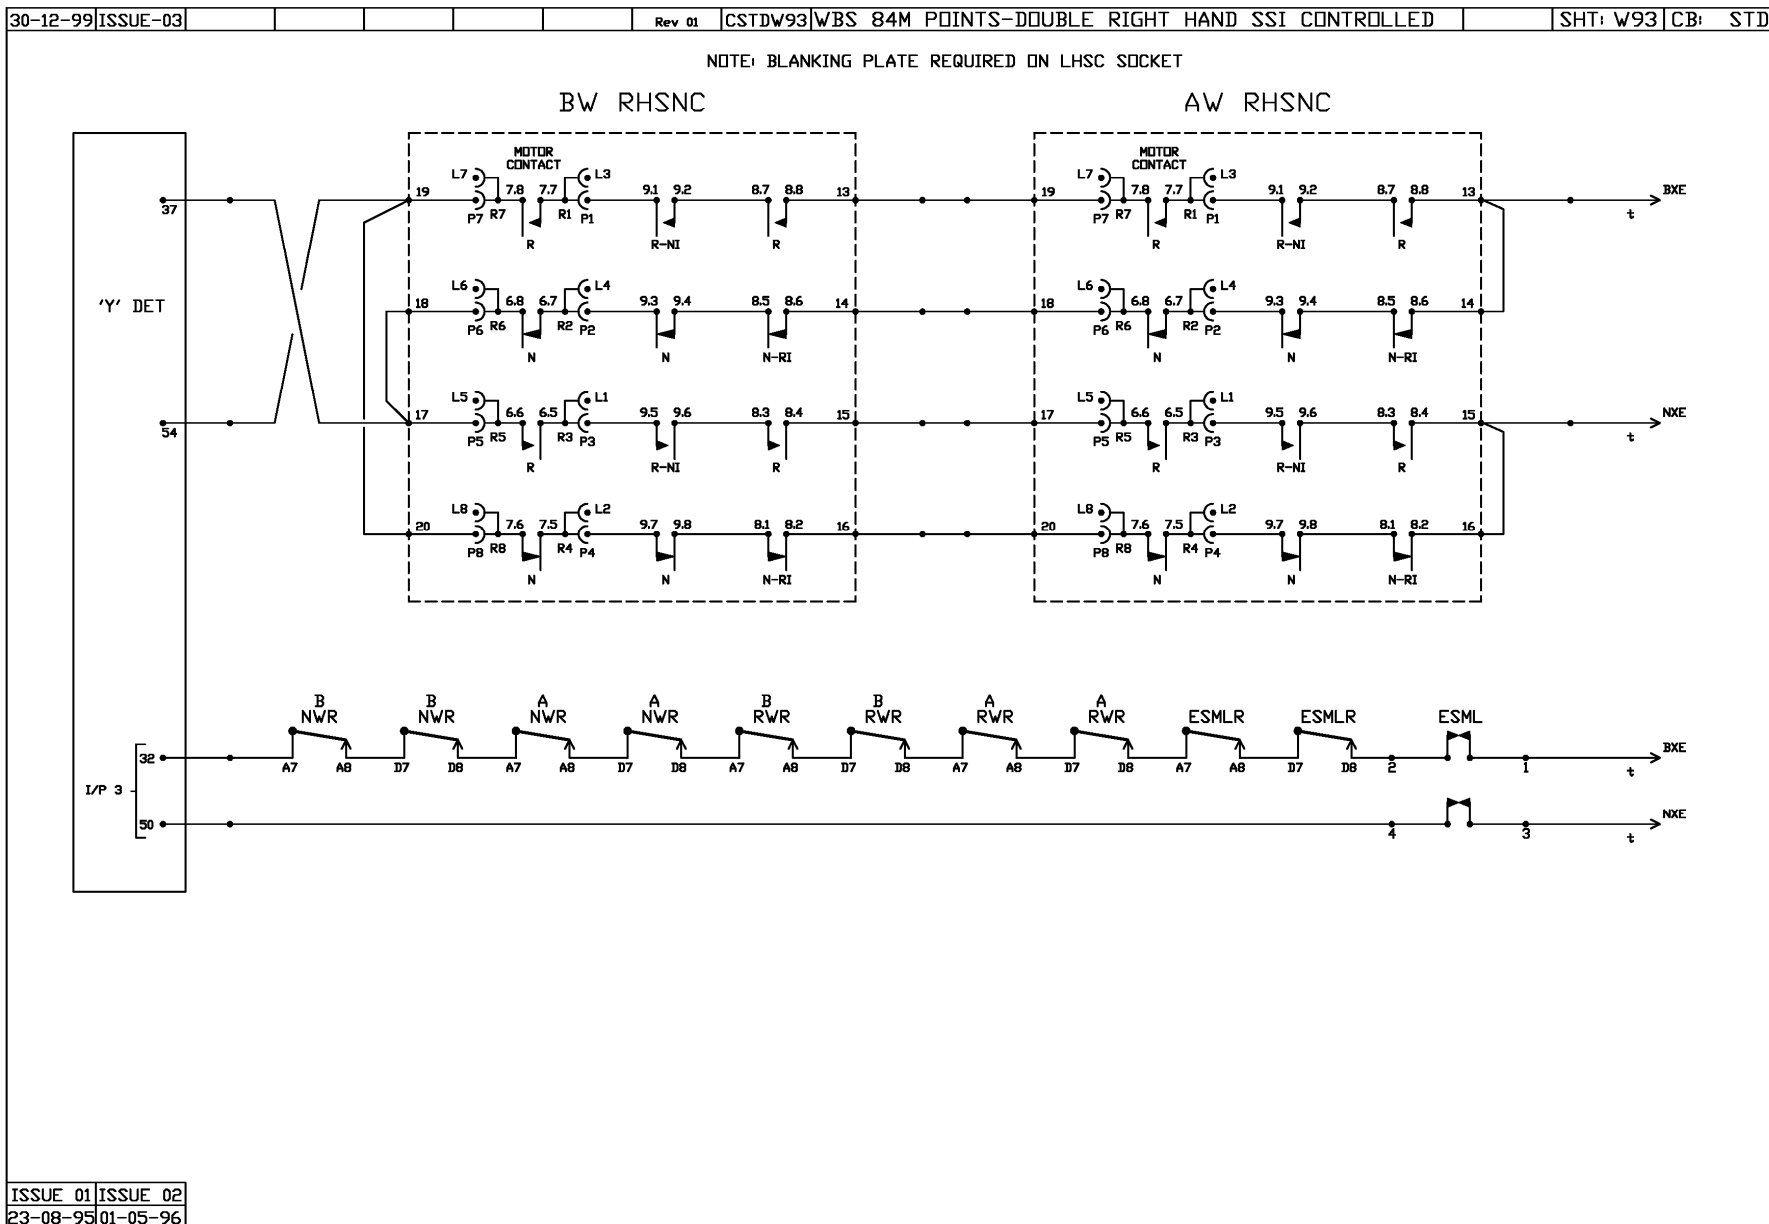 30-12-99 ISSUE-03 Rev 01 CSTDW93 WBS 84M POINTS-DOUBLE RIGHT HAND SSI CONTROLLED SHT: W93 CB: STD
NOTE: BLANKING PLATE REQUIRED ON LHSC SOCKET
BW RHSNC AW RHSNC
MOTOR MOTOR
CONTACT CONTACT
L7 L3 L7 L3
19 7.8 7.7 9.1 9.2 8.7 8.8 13 19 7.8 7.7 9.1 9.2 8.7 8.8 13 BXE
37 P7 R7 R1 P1 P7 R7 R1 P1 t
R R-NI R R R-NI R
L6 L4 L6 L4
'Y' DET 18 6.8 6.7 9.3 9.4 8.5 8.6 14 18 6.8 6.7 9.3 9.4 8.5 8.6 14
P6 R6 R2 P2 P6 R6 R2 P2
N N N-RI N N N-RI
L5 L1 L5 L1
17 6.6 6.5 9.5 9.6 8.3 8.4 15 17 6.6 6.5 9.5 9.6 8.3 8.4 15 NXE
54 P5 R5 R3 P3 P5 R5 R3 P3 t
R R-NI R R R-NI R
L8 L2 L8 L2
20 7.6 7.5 9.7 9.8 8.1 8.2 16 20 7.6 7.5 9.7 9.8 8.1 8.2 16
P8 R8 R4 P4 P8 R8 R4 P4
N N N-RI N N N-RI
B B A A B B A A
NWR NWR NWR NWR RWR RWR RWR RWR ESMLR ESMLR ESML
32 BXE
A7 A8 D7 D8 A7 A8 D7 D8 A7 A8 D7 D8 A7 A8 D7 D8 A7 A8 D7 D8 2 1 t
I/P 3
50 NXE
4 3 t
ISSUE 01 ISSUE 02
23-08-95 01-05-96